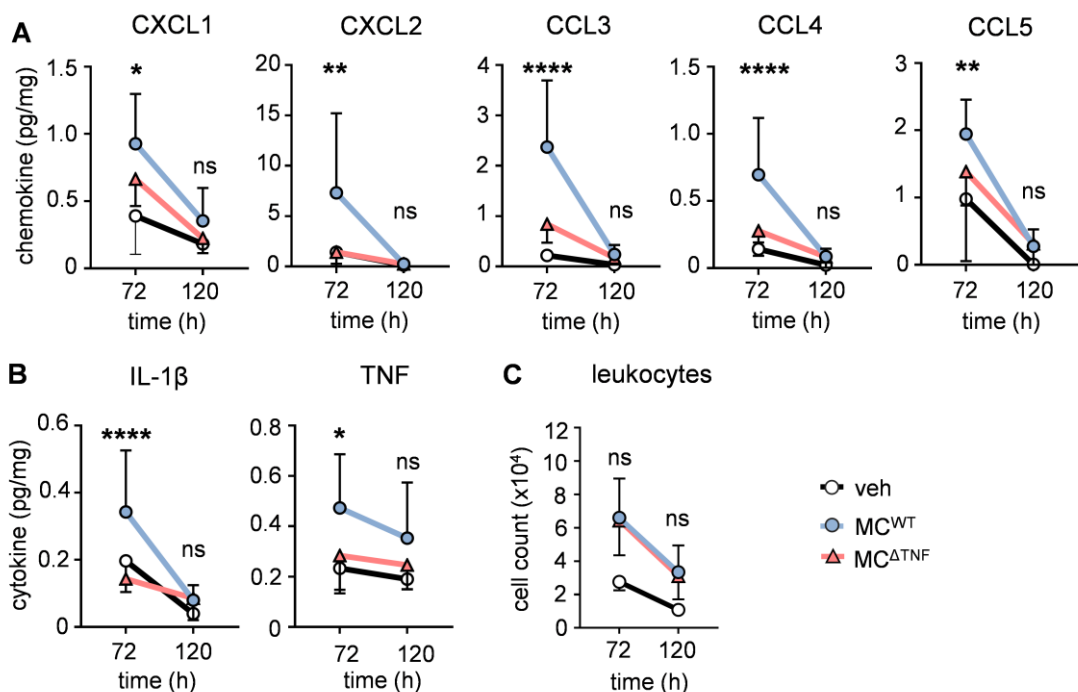 A
CXCL1 CXCL2 CCL3 CCL4 CCL5
chemokine (pg/mg)
1.5
1.0
0.5
0
*
ns
72 120
time (h)
20
15
10
5
0
**
ns
72 120
time (h)
4
3
2
1
0
****
ns
72 120
time (h)
1.5
1.0
0.5
0
****
ns
72 120
time (h)
3
2
1
0
**
ns
72 120
time (h)
B
IL-1β TNF
cytokine (pg/mg)
0.6
0.4
0.2
0
****
ns
72 120
time (h)
0.8
0.6
0.4
0.2
0
*
ns
72 120
time (h)
C leukocytes
cell count (x10⁴)
12
10
8
6
4
2
0
ns
ns
72 120
time (h)
veh
MCᵂᵀ
MC^ΔTNF